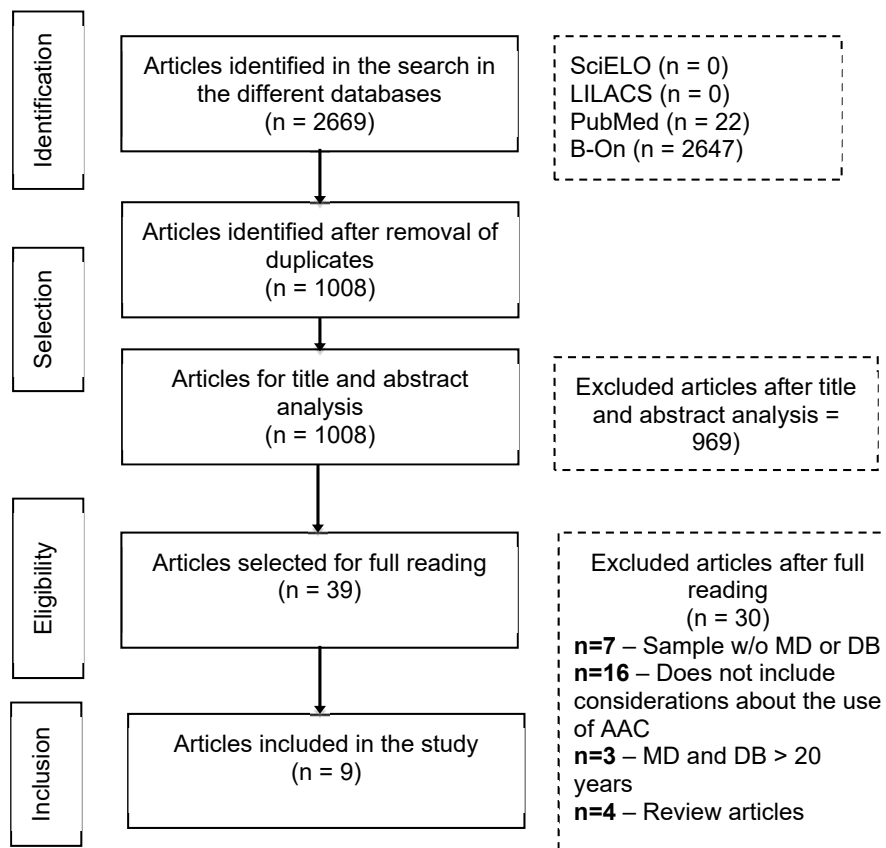 Identification
Articles identified in the search in
the different databases
(n = 2669)
SciELO (n = 0)
LILACS (n = 0)
PubMed (n = 22)
B-On (n = 2647)
Selection
Articles identified after removal of
duplicates
(n = 1008)
Articles for title and abstract
analysis
(n = 1008)
Excluded articles after title
and abstract analysis =
969)
Eligibility
Articles selected for full reading
(n = 39)
Excluded articles after full
reading
(n = 30)
n=7 – Sample w/o MD or DB
n=16 – Does not include
considerations about the use
of AAC
n=3 – MD and DB > 20
years
n=4 – Review articles
Inclusion
Articles included in the study
(n = 9)